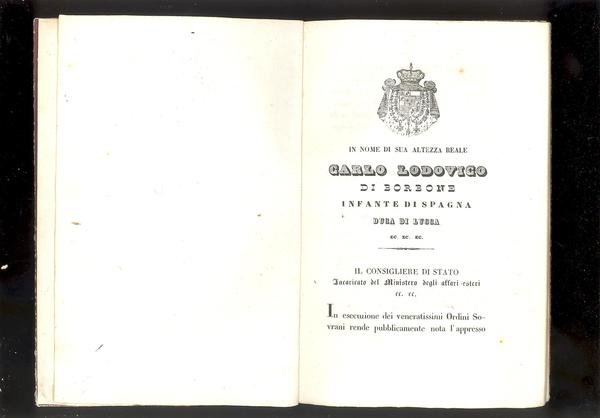 IN NOME DI SUA ALTEZZA REALE
CARLO LODOVICO
DI BORBONE
INFANTE DI SPAGNA
DUCA DI LUCCA
ec. ec. ec.
IL CONSIGLIERE DI STATO
Incaricato del Ministero degli affari esteri
ec. ec.
In esecuzione dei veneratissimi Ordini So-
vrani rende pubblicamente nota l'appresso